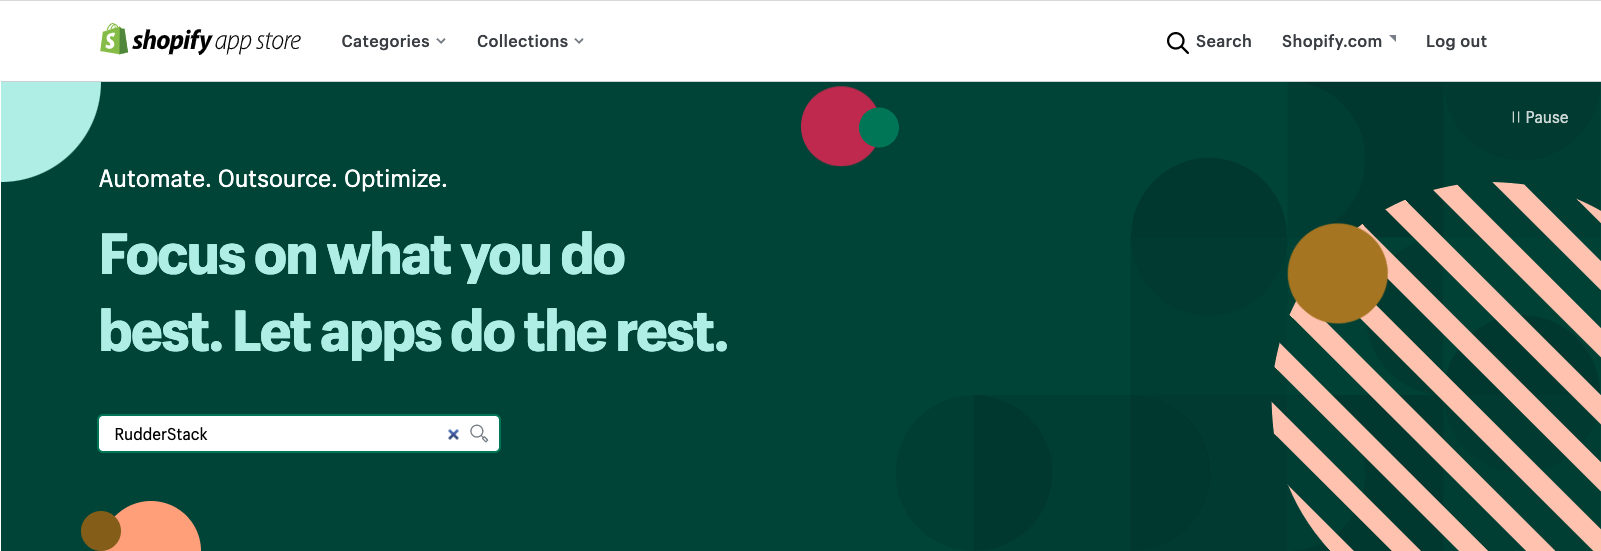 shopify app store Categories Collections Search Shopify.com Log out
Pause
Automate. Outsource. Optimize.
Focus on what you do
best. Let apps do the rest.
RudderStack